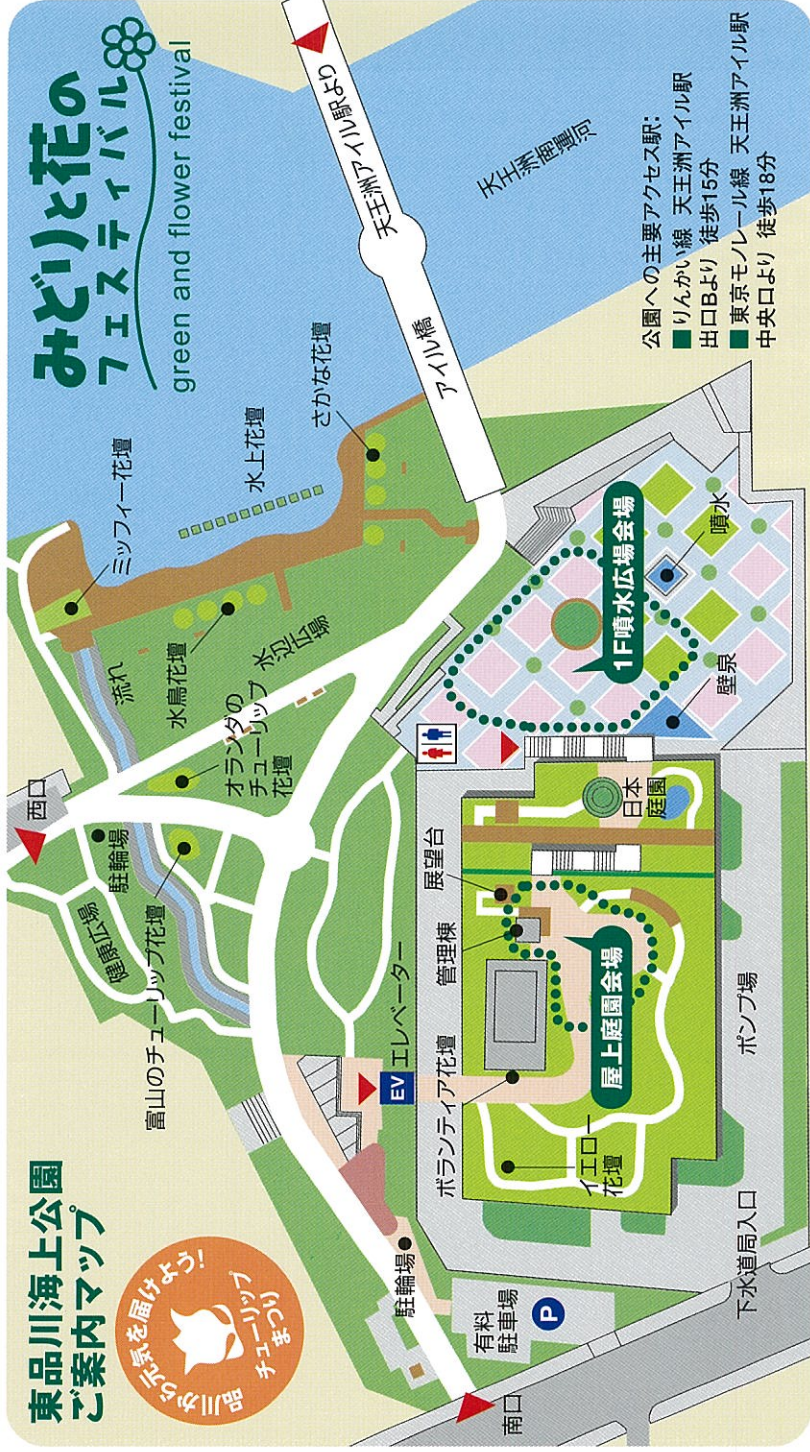 東品川海上公園
ご案内マップ
品川から元気を届けよう!
チューリップ
まつり
みどりと花の
フェスティバル
green and flower festival
西口
駐輪場
健康広場
富山のチューリップ花壇
流れ
ミッフィー花壇
水鳥花壇
水上花壇
さかな花壇
水辺広場
オランダの
チューリップ
花壇
天王洲アイル駅より
アイル橋
天王洲南運河
公園への主要アクセス駅:
■りんかい線 天王洲アイル駅
出口Bより 徒歩15分
■東京モノレール線 天王洲アイル駅
中央口より 徒歩18分
EV
エレベーター
ボランティア花壇
管理棟
展望台
イエロー
花壇
屋上庭園会場
日本
庭園
1F噴水広場会場
噴水
壁泉
駐輪場
有料
駐車場
P
南口
下水道局入口
ポンプ場